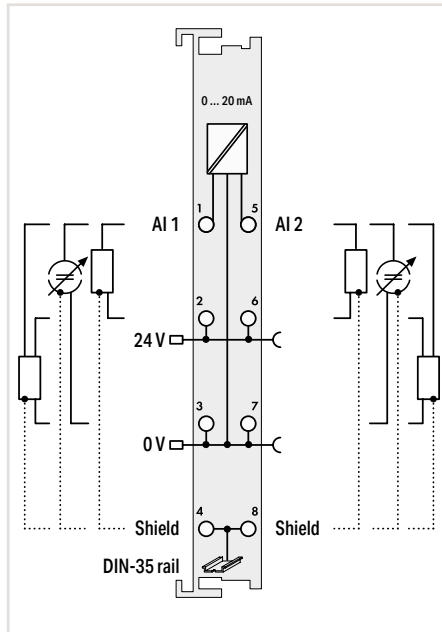 0 ... 20 mA
1 5
AI 1 AI 2
2 6
24 V
3 7
0 V
4 8
Shield Shield
DIN-35 rail